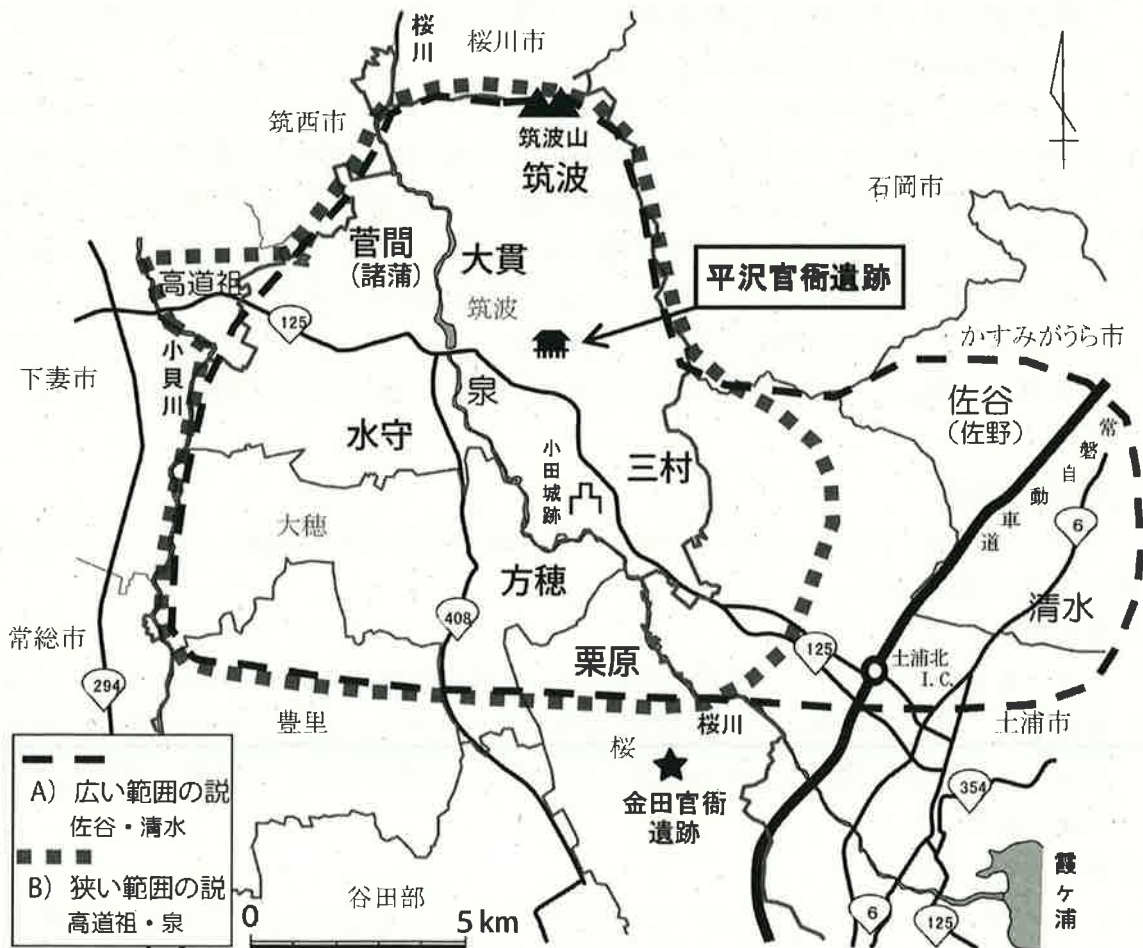 桜川
桜川市
筑西市
筑波山
筑波
石岡市
菅間
(諸蒲)
大貫
平沢官衙遺跡
高道祖
筑波
125
小貝川
かすみがうら市
下妻市
泉
佐谷
(佐野)
常磐自動車道
水守
小田城跡
三村
6
大穂
方穂
清水
408
常総市
栗原
125
土浦北
I.C.
294
豊里
桜川
土浦市
桜
354
金田官衙
遺跡
A) 広い範囲の説
佐谷・清水
B) 狭い範囲の説
高道祖・泉
谷田部
霞ヶ浦
0 5km
6
125